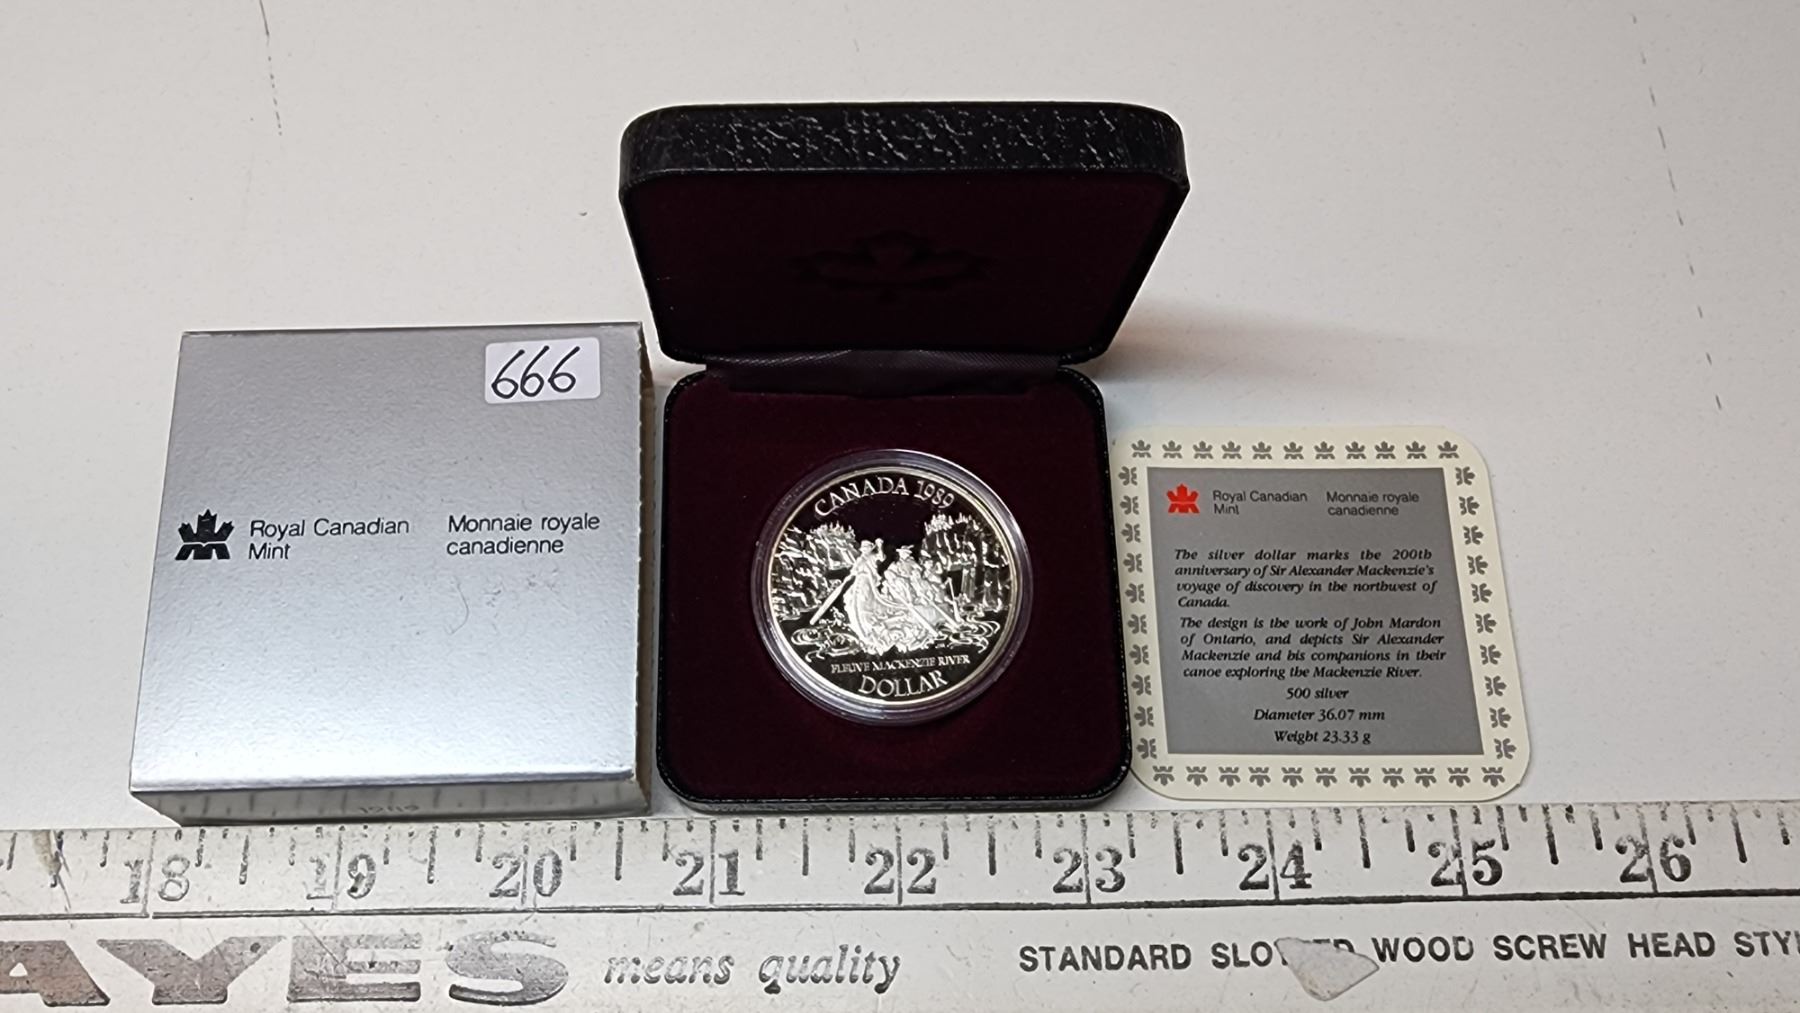 666
Royal Canadian Mint
Monnaie royale canadienne
CANADA 1989
FLEUVE MACKENZIE RIVER
DOLLAR
Royal Canadian Mint
Monnaie royale canadienne
The silver dollar marks the 200th
anniversary of Sir Alexander Mackenzie's
voyage of discovery in the northwest of
Canada.
The design is the work of John Mardon
of Ontario, and depicts Sir Alexander
Mackenzie and his companions in their
canoe exploring the Mackenzie River.
500 silver
Diameter 36.07 mm
Weight 23.33 g
1989
18 19 20 21 22 23 24 25 26
AYES means quality STANDARD WOOD SCREW HEAD STY